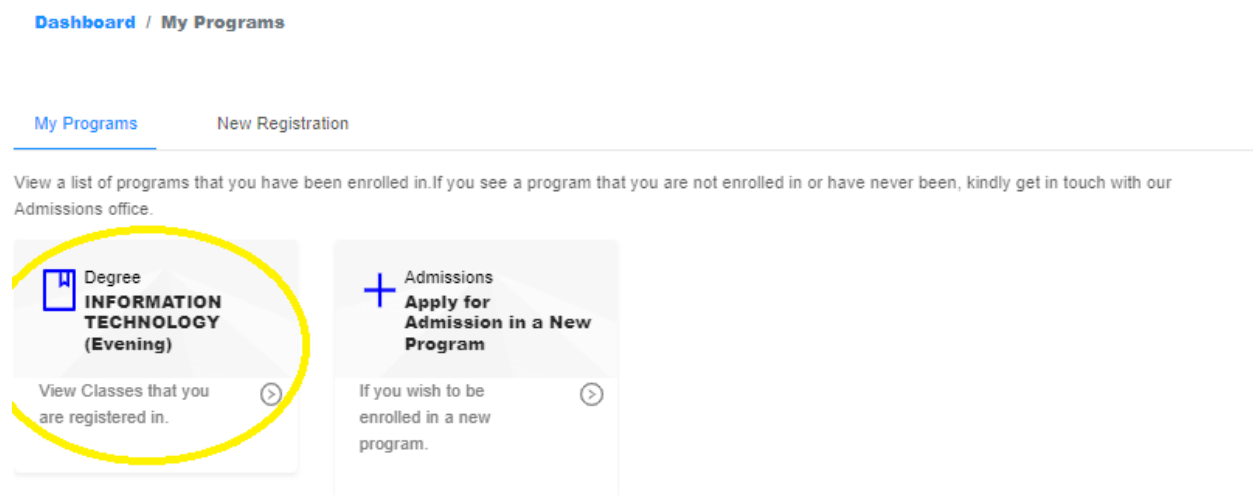 Dashboard / My Programs
My Programs New Registration
View a list of programs that you have been enrolled in.If you see a program that you are not enrolled in or have never been, kindly get in touch with our
Admissions office.
Degree
INFORMATION
TECHNOLOGY
(Evening)
View Classes that you
are registered in.
Admissions
Apply for
Admission in a New
Program
If you wish to be
enrolled in a new
program.